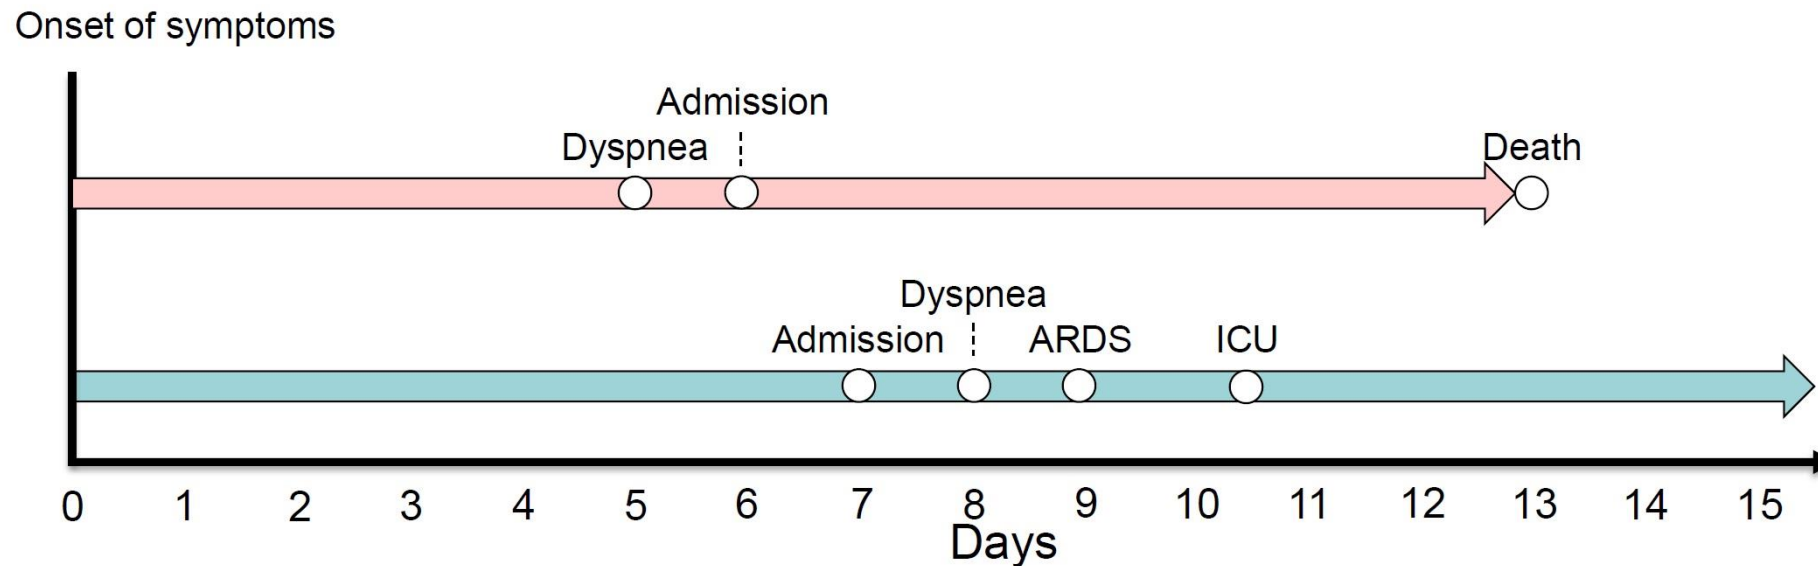 Onset of symptoms
Admission
Dyspnea
Death
Dyspnea
Admission ARDS ICU
0 1 2 3 4 5 6 7 8 9 10 11 12 13 14 15
Days